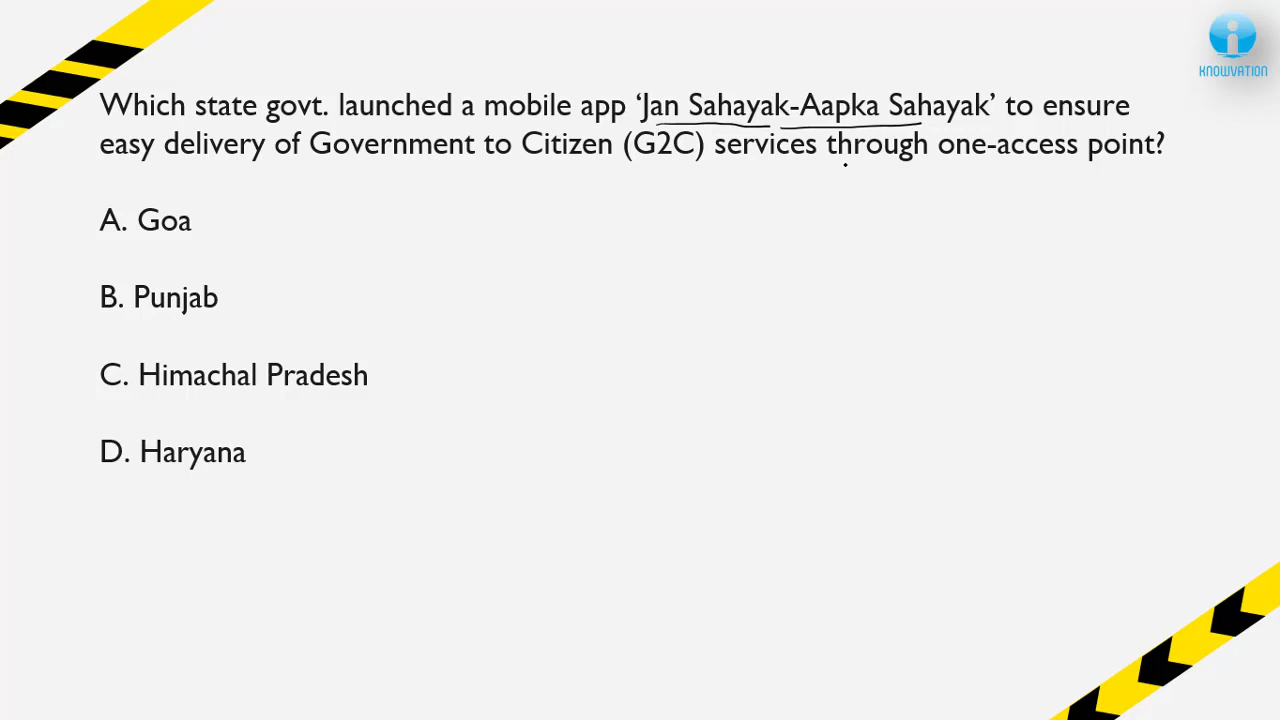 KNOWVATION
Which state govt. launched a mobile app ‘Jan Sahayak-Aapka Sahayak’ to ensure
easy delivery of Government to Citizen (G2C) services through one-access point?
A. Goa
B. Punjab
C. Himachal Pradesh
D. Haryana